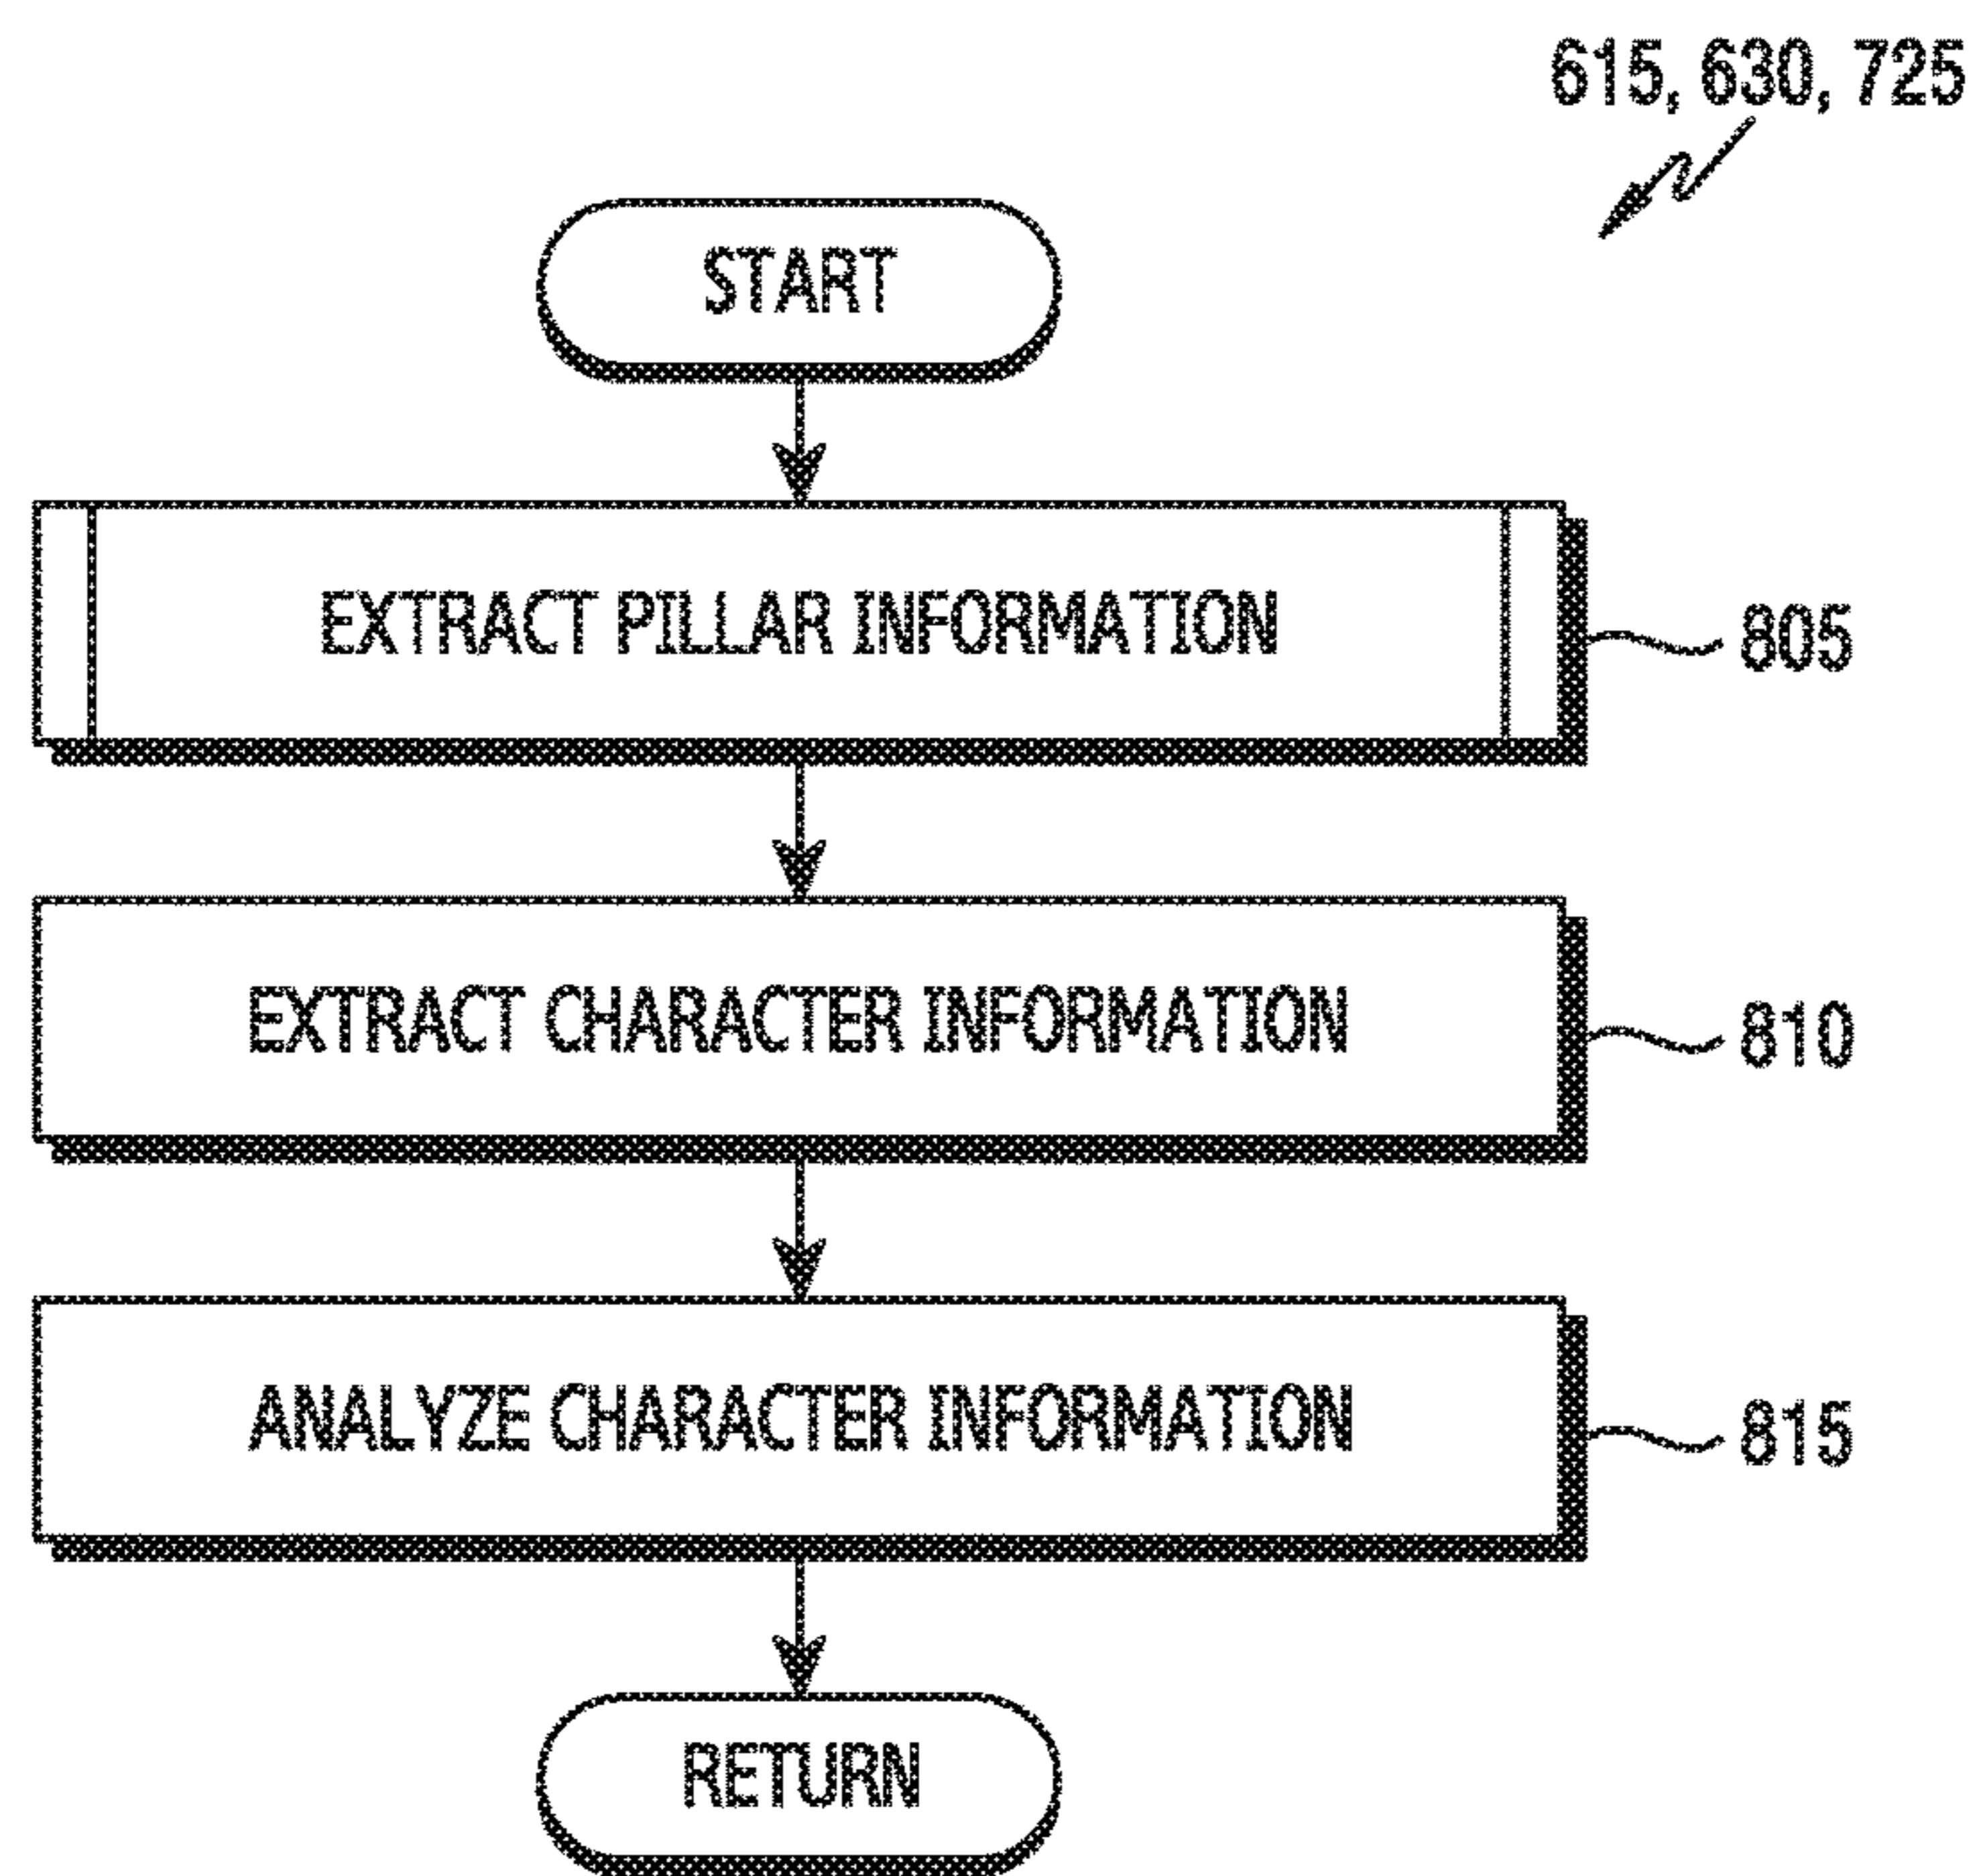 615, 630, 725
START
EXTRACT PILLAR INFORMATION
805
EXTRACT CHARACTER INFORMATION
810
ANALYZE CHARACTER INFORMATION
815
RETURN